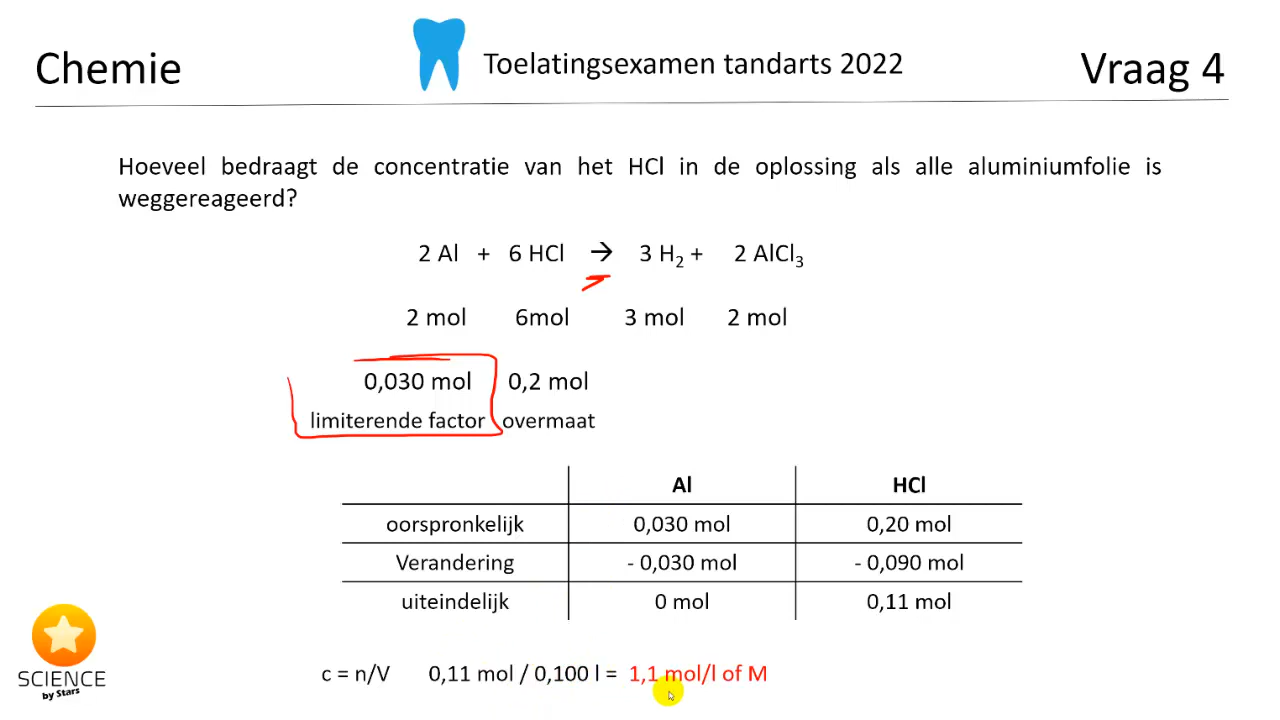 Chemie
Toelatingsexamen tandarts 2022
Vraag 4
Hoeveel bedraagt de concentratie van het HCl in de oplossing als alle aluminiumfolie is
weggereageerd?
2 Al + 6 HCl → 3 H₂ + 2 AlCl₃
2 mol 6mol 3 mol 2 mol
0,030 mol 0,2 mol
limiterende factor overmaat
Al HCl
oorspronkelijk 0,030 mol 0,20 mol
Verandering - 0,030 mol - 0,090 mol
uiteindelijk 0 mol 0,11 mol
c = n/V 0,11 mol / 0,100 l = 1,1 mol/l of M
SCIENCE
by Stars